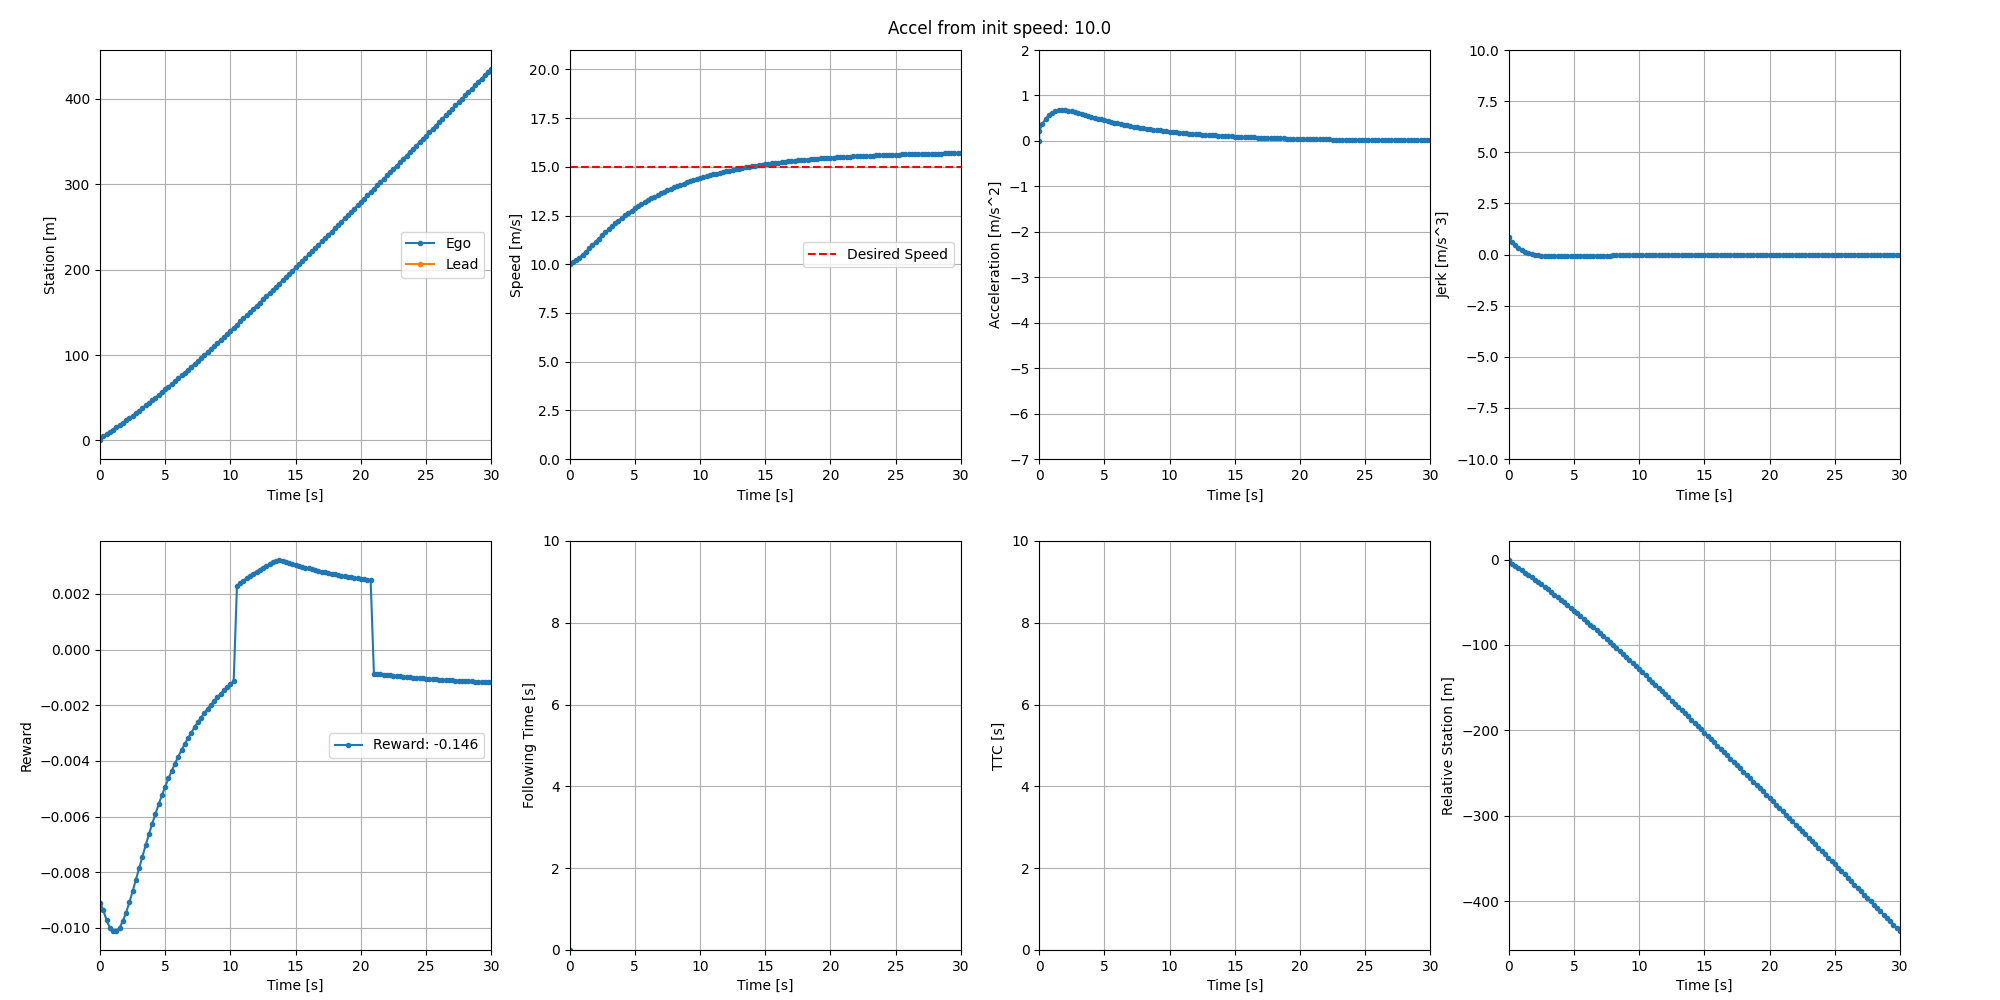 Accel from init speed: 10.0
Station [m]
400
300
200
100
0
Ego
Lead
0 5 10 15 20 25 30
Time [s]
Speed [m/s]
20.0
17.5
15.0
12.5
10.0
7.5
5.0
2.5
0.0
Desired Speed
0 5 10 15 20 25 30
Time [s]
Acceleration [m/s^2]
2
1
0
−1
−2
−3
−4
−5
−6
−7
0 5 10 15 20 25 30
Time [s]
Jerk [m/s^3]
10.0
7.5
5.0
2.5
0.0
−2.5
−5.0
−7.5
−10.0
0 5 10 15 20 25 30
Time [s]
Reward
0.002
0.000
−0.002
−0.004
−0.006
−0.008
−0.010
Reward: -0.146
0 5 10 15 20 25 30
Time [s]
Following Time [s]
10
8
6
4
2
0
0 5 10 15 20 25 30
Time [s]
TTC [s]
10
8
6
4
2
0
0 5 10 15 20 25 30
Time [s]
Relative Station [m]
0
−100
−200
−300
−400
0 5 10 15 20 25 30
Time [s]